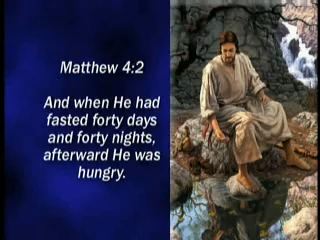 Matthew 4:2
And when He had
fasted forty days
and forty nights,
afterward He was
hungry.